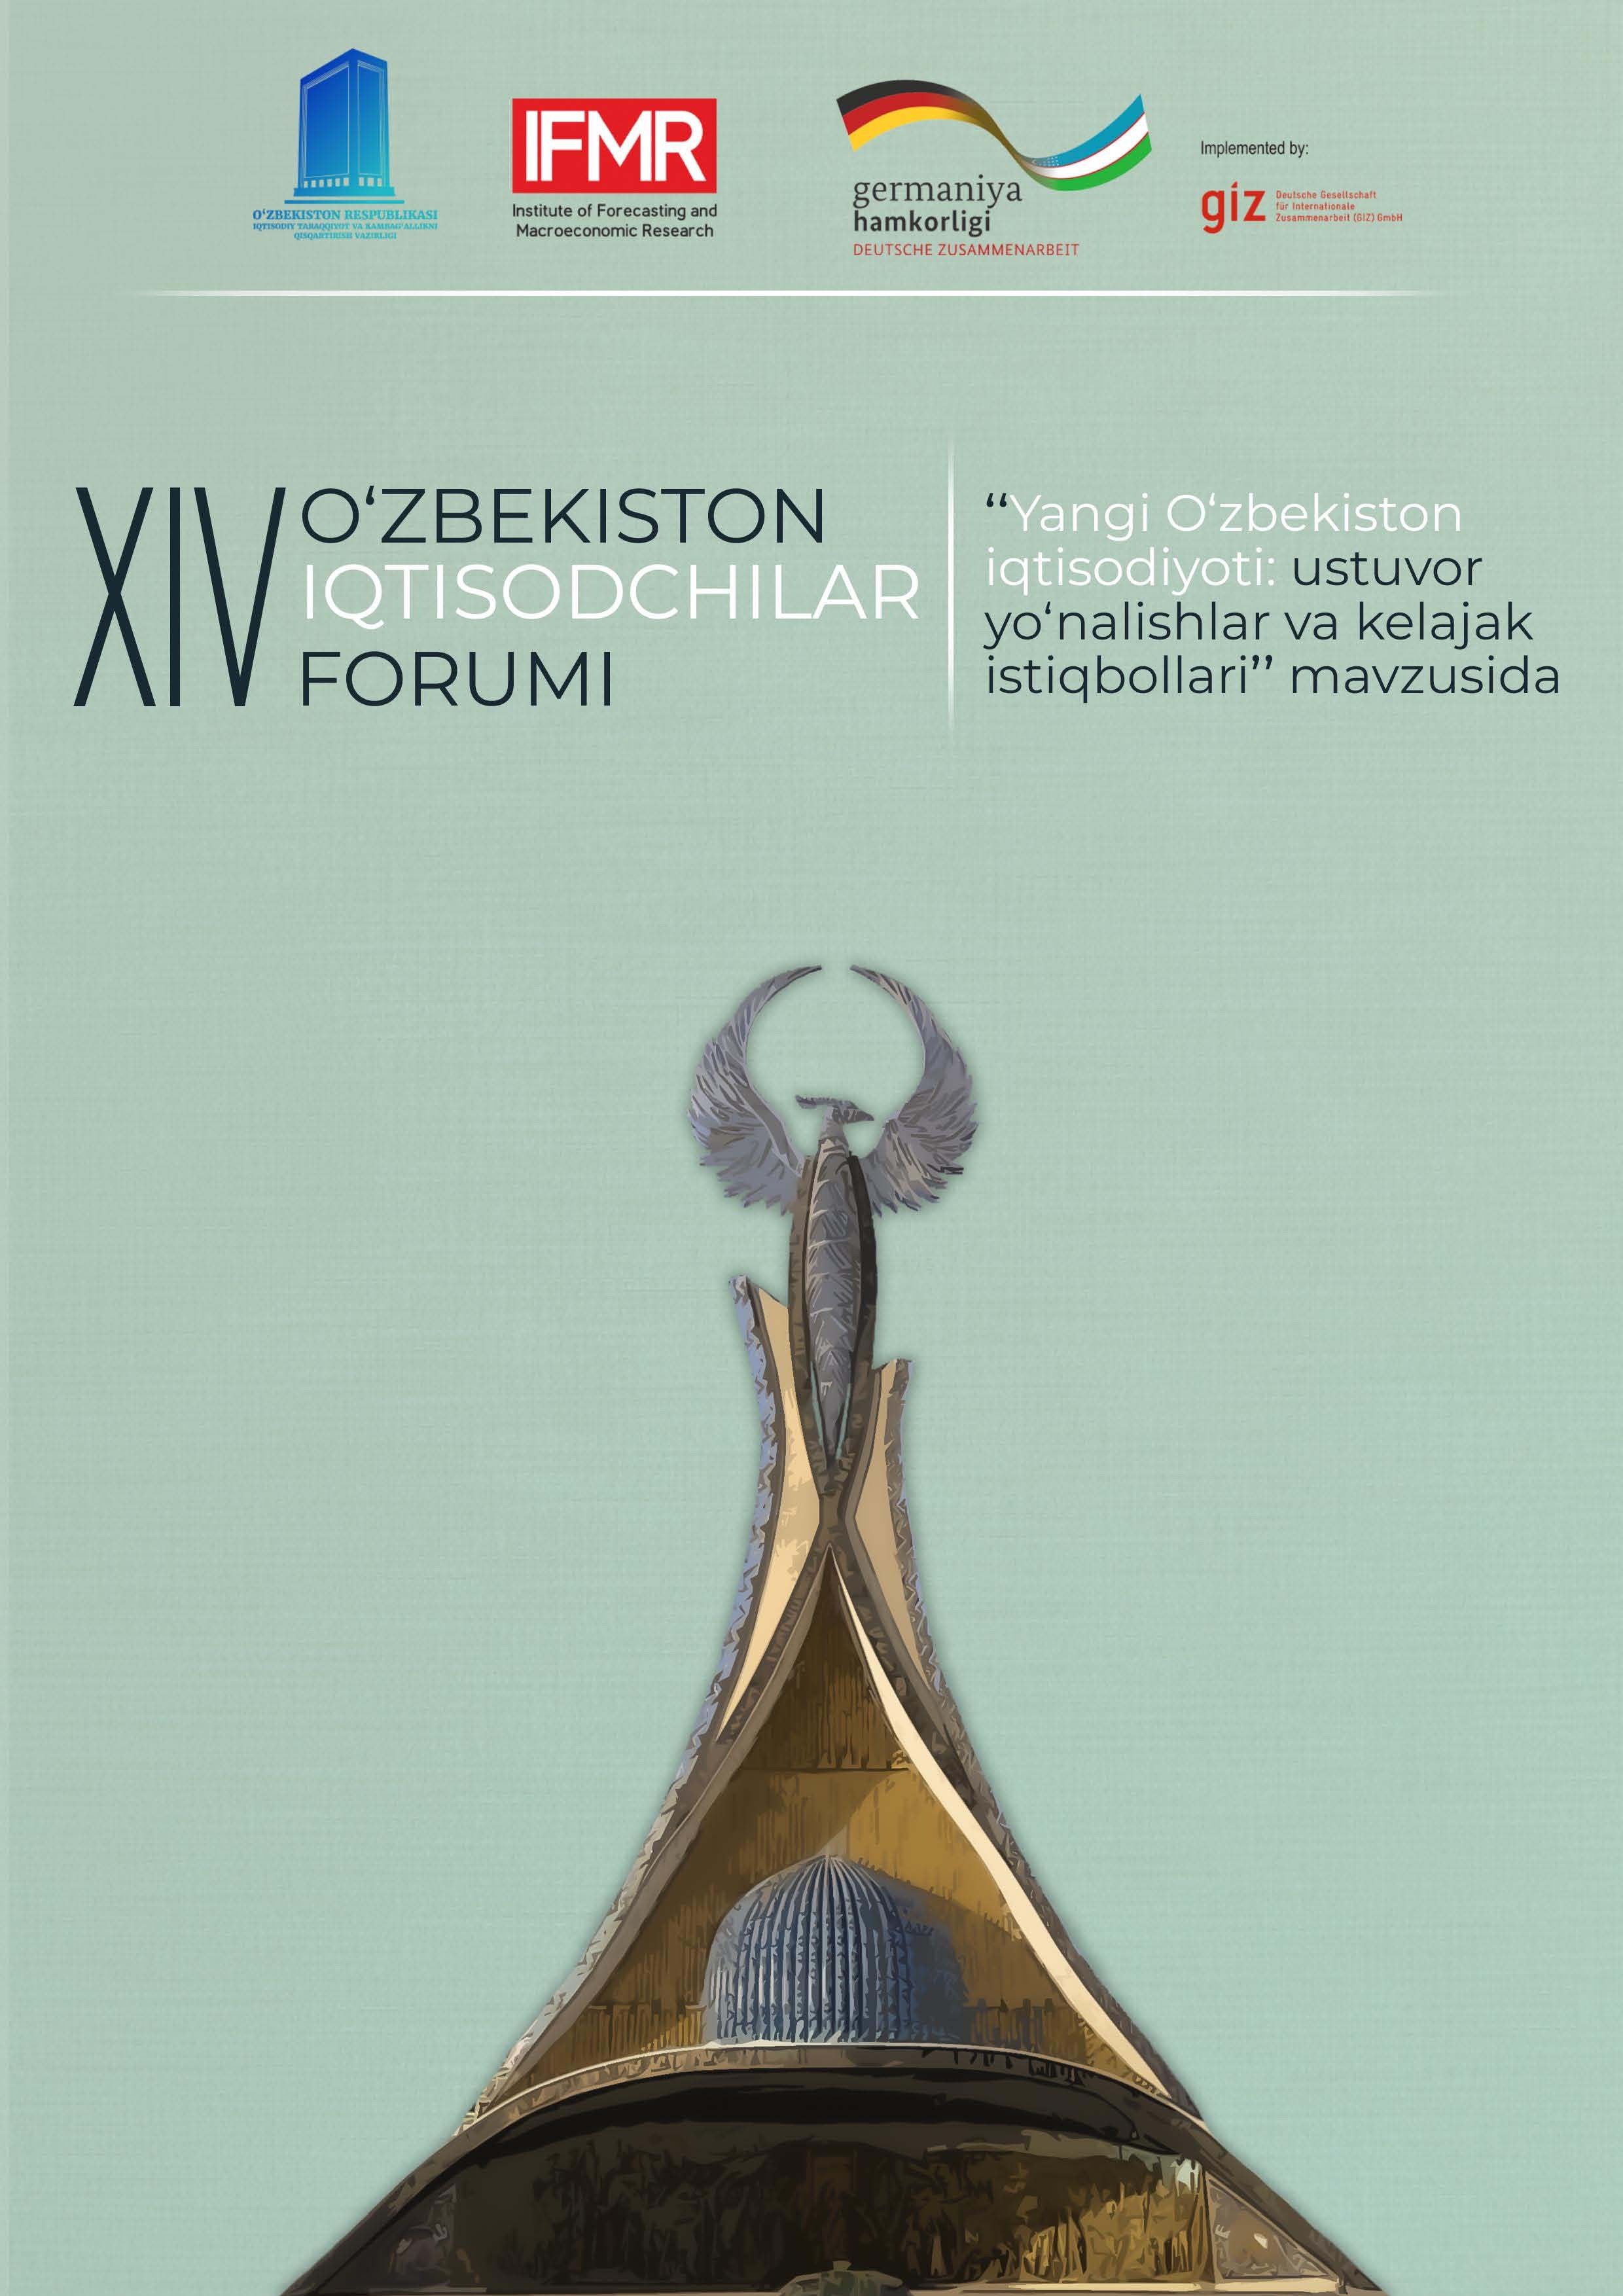 O‘ZBEKISTON RESPUBLIKASI
IQTISODIY TARAQQIYOT VA KAMBAG‘ALLIKNI
QISQARTIRISH VAZIRLIGI
IFMR
Institute of Forecasting and
Macroeconomic Research
germaniya
hamkorligi
DEUTSCHE ZUSAMMENARBEIT
Implemented by:
giz
Deutsche Gesellschaft
für Internationale
Zusammenarbeit (GIZ) GmbH
XIV
O‘ZBEKISTON
IQTISODCHILAR
FORUMI
“Yangi O‘zbekiston
iqtisodiyoti: ustuvor
yo‘nalishlar va kelajak
istiqbollari” mavzusida